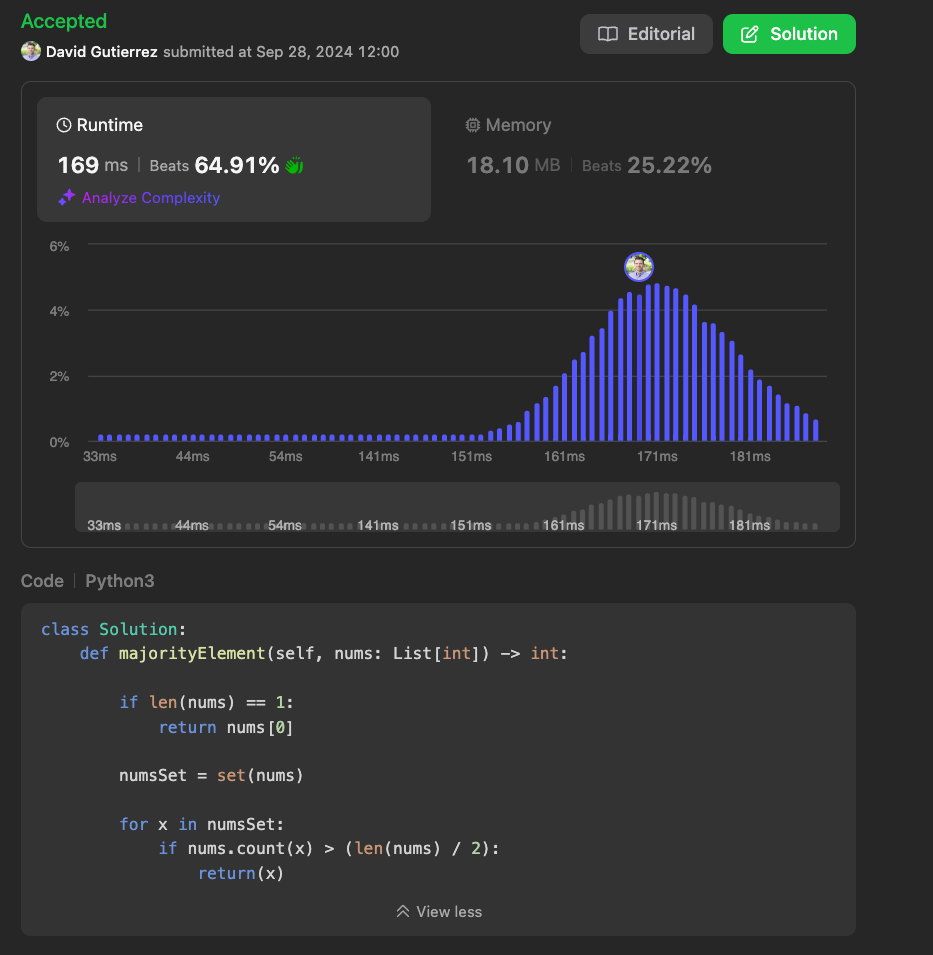 Accepted
Editorial
Solution
David Gutierrez submitted at Sep 28, 2024 12:00
Runtime
169 ms | Beats 64.91%
Analyze Complexity
Memory
18.10 MB | Beats 25.22%
6%
4%
2%
0%
33ms 44ms 54ms 141ms 151ms 161ms 171ms 181ms
33ms 44ms 54ms 141ms 151ms 161ms 171ms 181ms
Code | Python3
class Solution:
    def majorityElement(self, nums: List[int]) -> int:
        if len(nums) == 1:
            return nums[0]
        numsSet = set(nums)
        for x in numsSet:
            if nums.count(x) > (len(nums) / 2):
                return(x)
View less